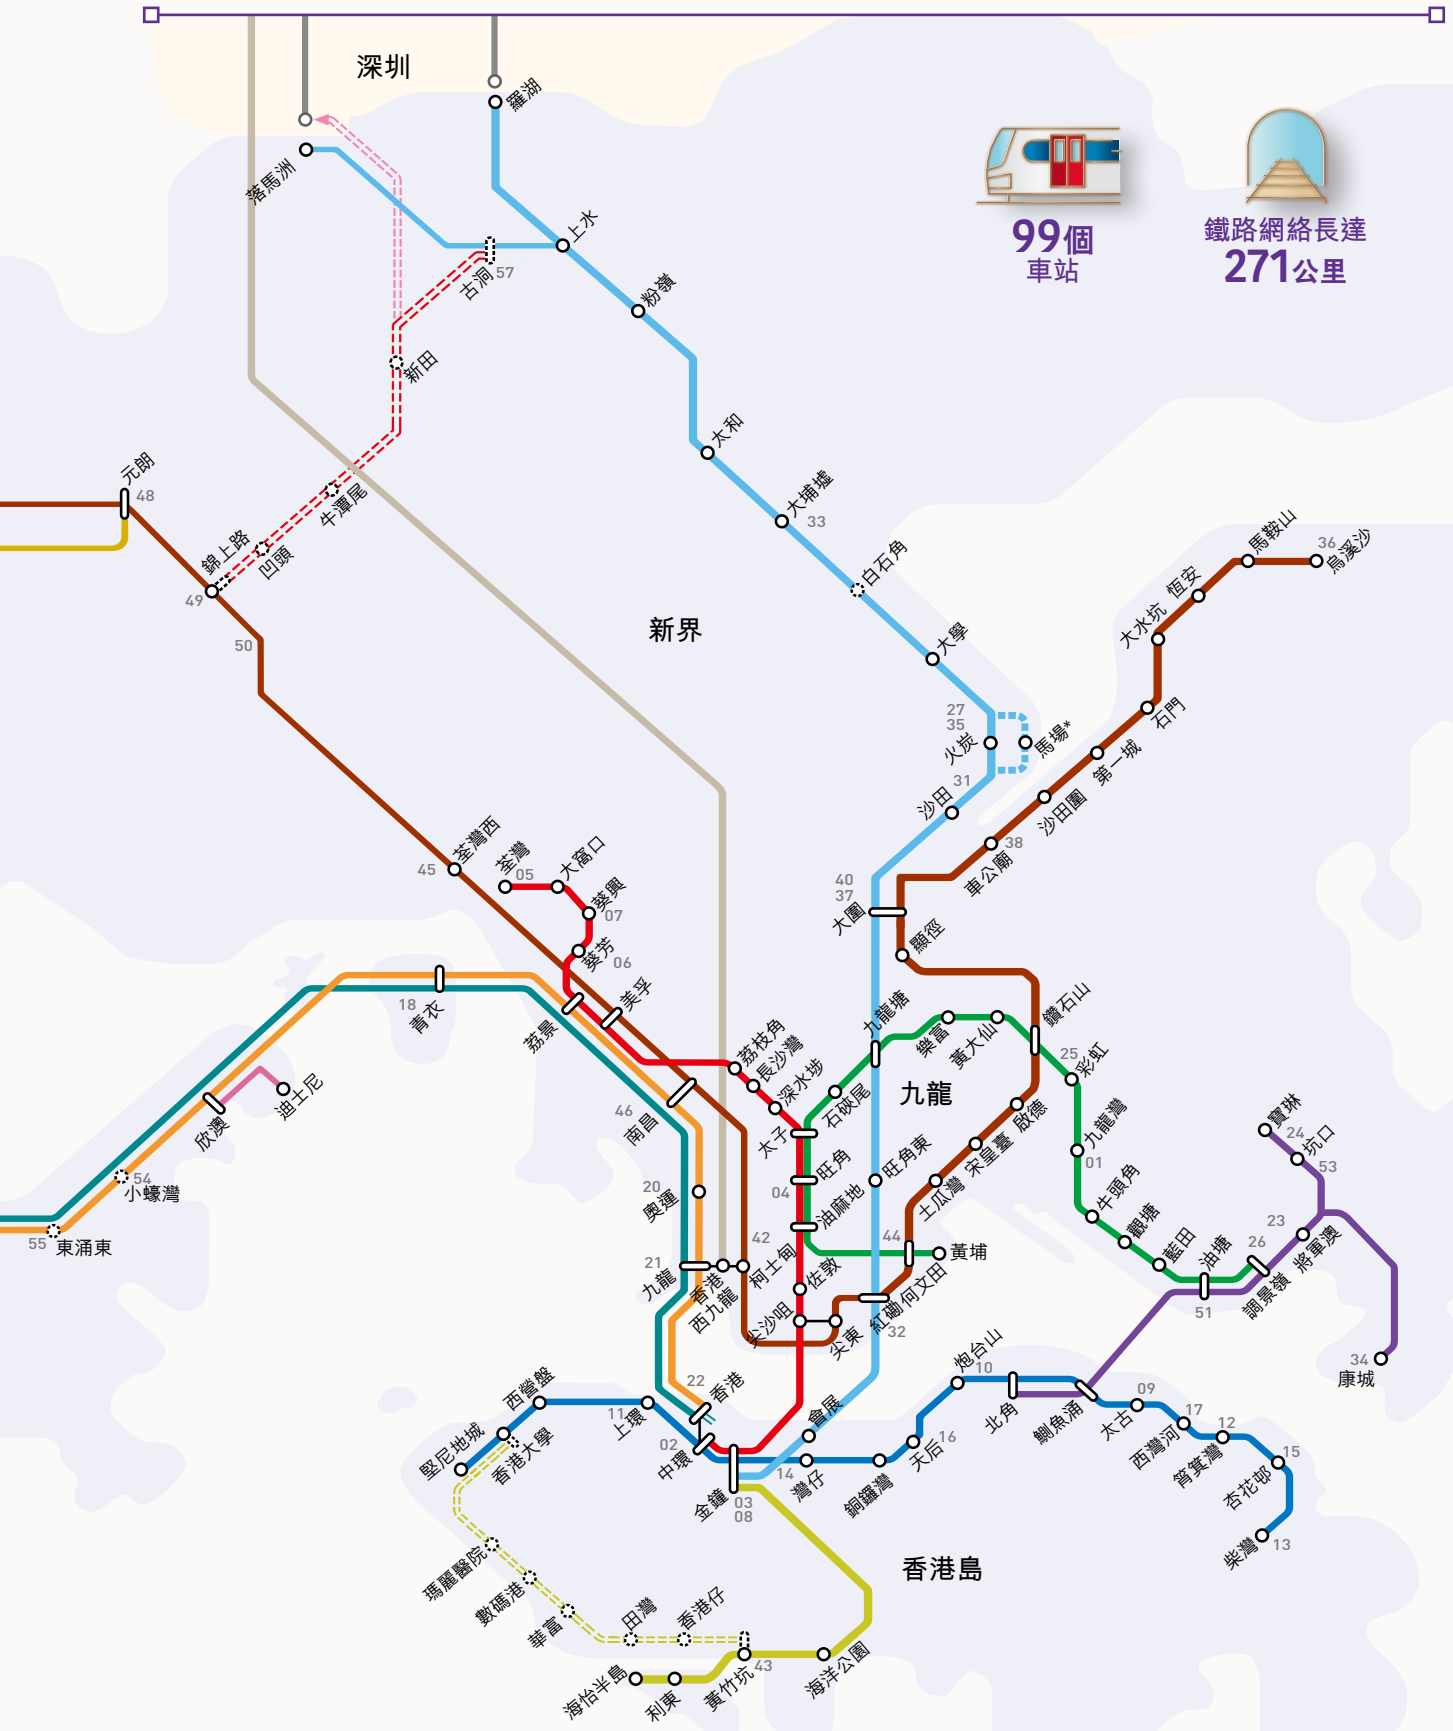 深圳
羅湖
落馬洲
上水
古洞
57
粉嶺
99個
車站
鐵路網絡長達
271公里
新田
太和
元朗
48
牛潭尾
大埔墟
33
錦上路
凹頭
49
50
白石角
馬鞍山
36
烏溪沙
恆安
大水坑
新界
大學
石門
27
35
火炭
馬場*
第一城
31
沙田
沙田圍
38
車公廟
荃灣西
45
荃灣
05
大窩口
葵興
07
葵芳
06
40
37
大圍
顯徑
18
青衣
荔景
美孚
九龍塘
樂富
黃大仙
鑽石山
25
彩虹
荔枝角
長沙灣
深水埗
石硤尾
九龍
啟德
迪士尼
欣澳
46
南昌
太子
九龍灣
01
寶琳
24
坑口
53
54
小蠔灣
旺角
04
旺角東
宋皇臺
土瓜灣
牛頭角
20
奧運
油麻地
觀塘
23
將軍澳
55
東涌東
42
柯士甸
44
黃埔
藍田
油塘
26
調景嶺
21
九龍
香港
西九龍
佐敦
何文田
51
尖沙咀
尖東
紅磡
32
34
康城
炮台山
10
22
香港
西營盤
11
上環
北角
鰂魚涌
09
太古
17
西灣河
12
筲箕灣
15
杏花邨
會展
堅尼地城
香港大學
02
中環
14
灣仔
銅鑼灣
天后
16
金鐘
03
08
柴灣
13
香港島
瑪麗醫院
數碼港
華富
田灣
香港仔
海怡半島
利東
黃竹坑
43
海洋公園